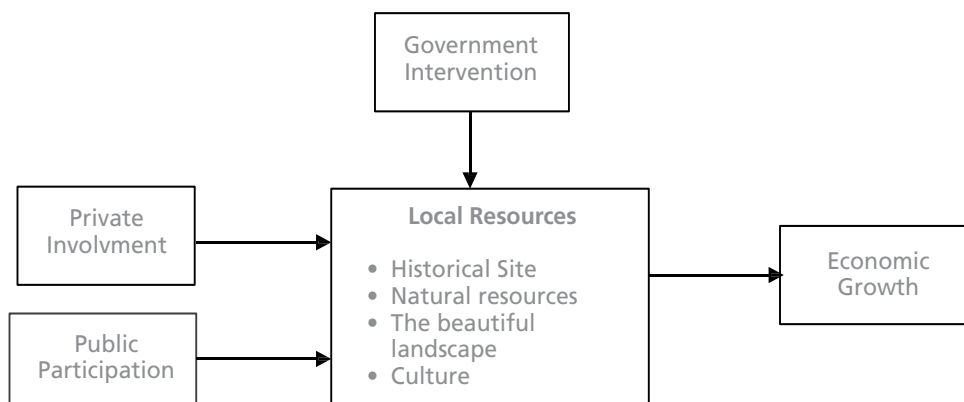 Government
Intervention
Private
Involvment
Public
Participation
Local Resources
• Historical Site
• Natural resources
• The beautiful
landscape
• Culture
Economic
Growth